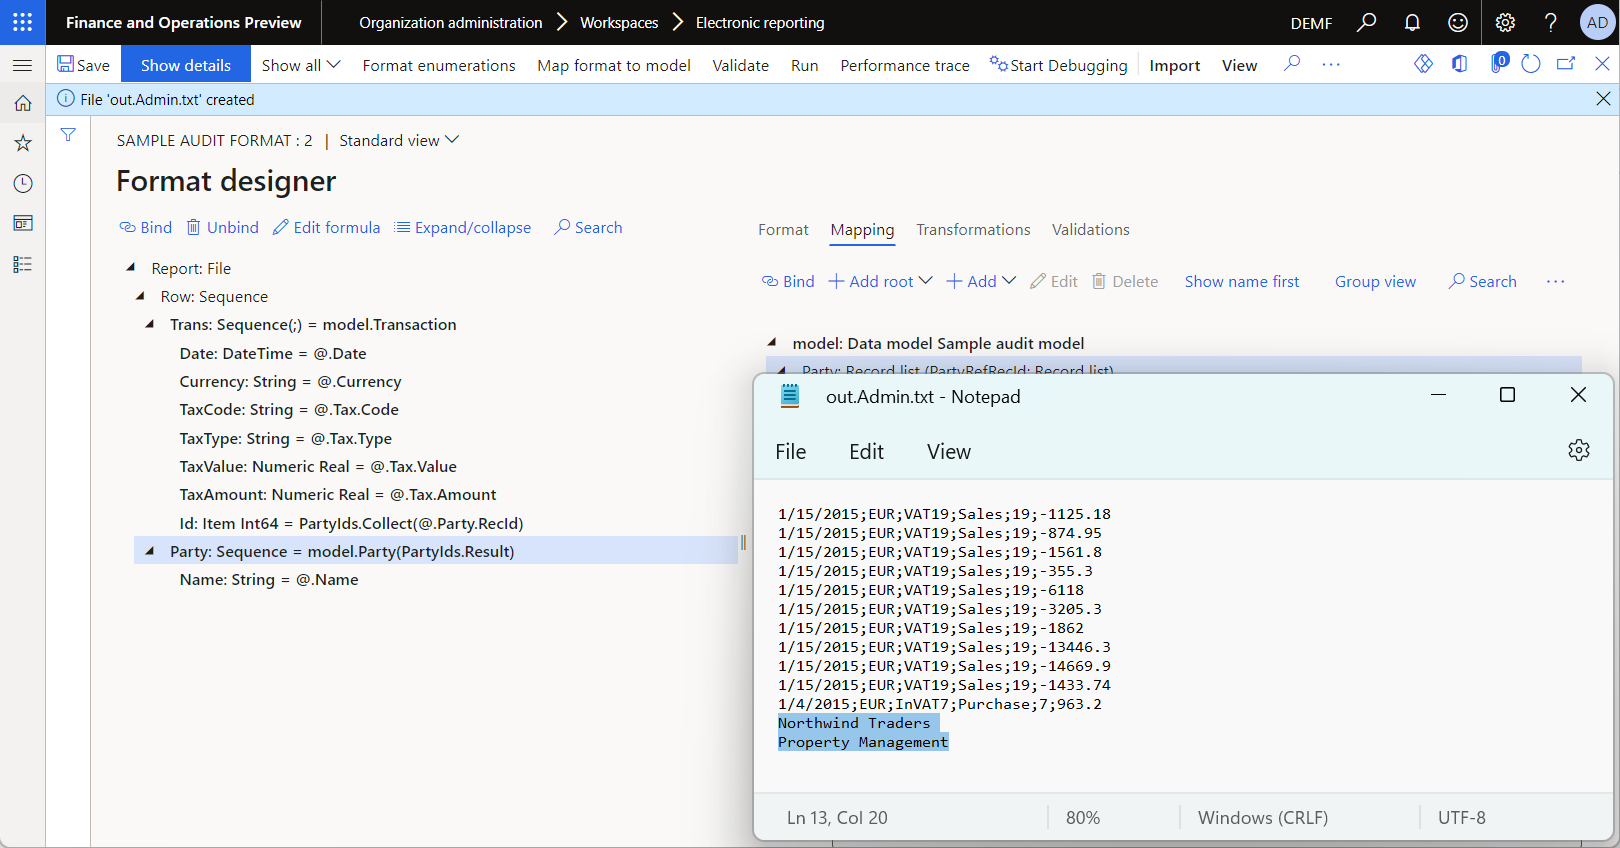 Finance and Operations Preview
Organization administration Workspaces Electronic reporting
DEMF
AD
Save Show details Show all Format enumerations Map format to model Validate Run Performance trace Start Debugging Import View ··· 0
File 'out.Admin.txt' created
SAMPLE AUDIT FORMAT : 2 | Standard view
Format designer
Bind Unbind Edit formula Expand/collapse Search
Report: File
Row: Sequence
Trans: Sequence(;) = model.Transaction
Date: DateTime = @.Date
Currency: String = @.Currency
TaxCode: String = @.Tax.Code
TaxType: String = @.Tax.Type
TaxValue: Numeric Real = @.Tax.Value
TaxAmount: Numeric Real = @.Tax.Amount
Id: Item Int64 = PartyIds.Collect(@.Party.RecId)
Party: Sequence = model.Party(PartyIds.Result)
Name: String = @.Name
Format Mapping Transformations Validations
Bind Add root Add Edit Delete Show name first Group view Search ···
model: Data model Sample audit model
Party: Record list (PartyRefRecId: Record list)
out.Admin.txt - Notepad
File Edit View
1/15/2015;EUR;VAT19;Sales;19;-1125.18
1/15/2015;EUR;VAT19;Sales;19;-874.95
1/15/2015;EUR;VAT19;Sales;19;-1561.8
1/15/2015;EUR;VAT19;Sales;19;-355.3
1/15/2015;EUR;VAT19;Sales;19;-6118
1/15/2015;EUR;VAT19;Sales;19;-3205.3
1/15/2015;EUR;VAT19;Sales;19;-1862
1/15/2015;EUR;VAT19;Sales;19;-13446.3
1/15/2015;EUR;VAT19;Sales;19;-14669.9
1/15/2015;EUR;VAT19;Sales;19;-1433.74
1/4/2015;EUR;InVAT7;Purchase;7;963.2
Northwind Traders
Property Management
Ln 13, Col 20 80% Windows (CRLF) UTF-8